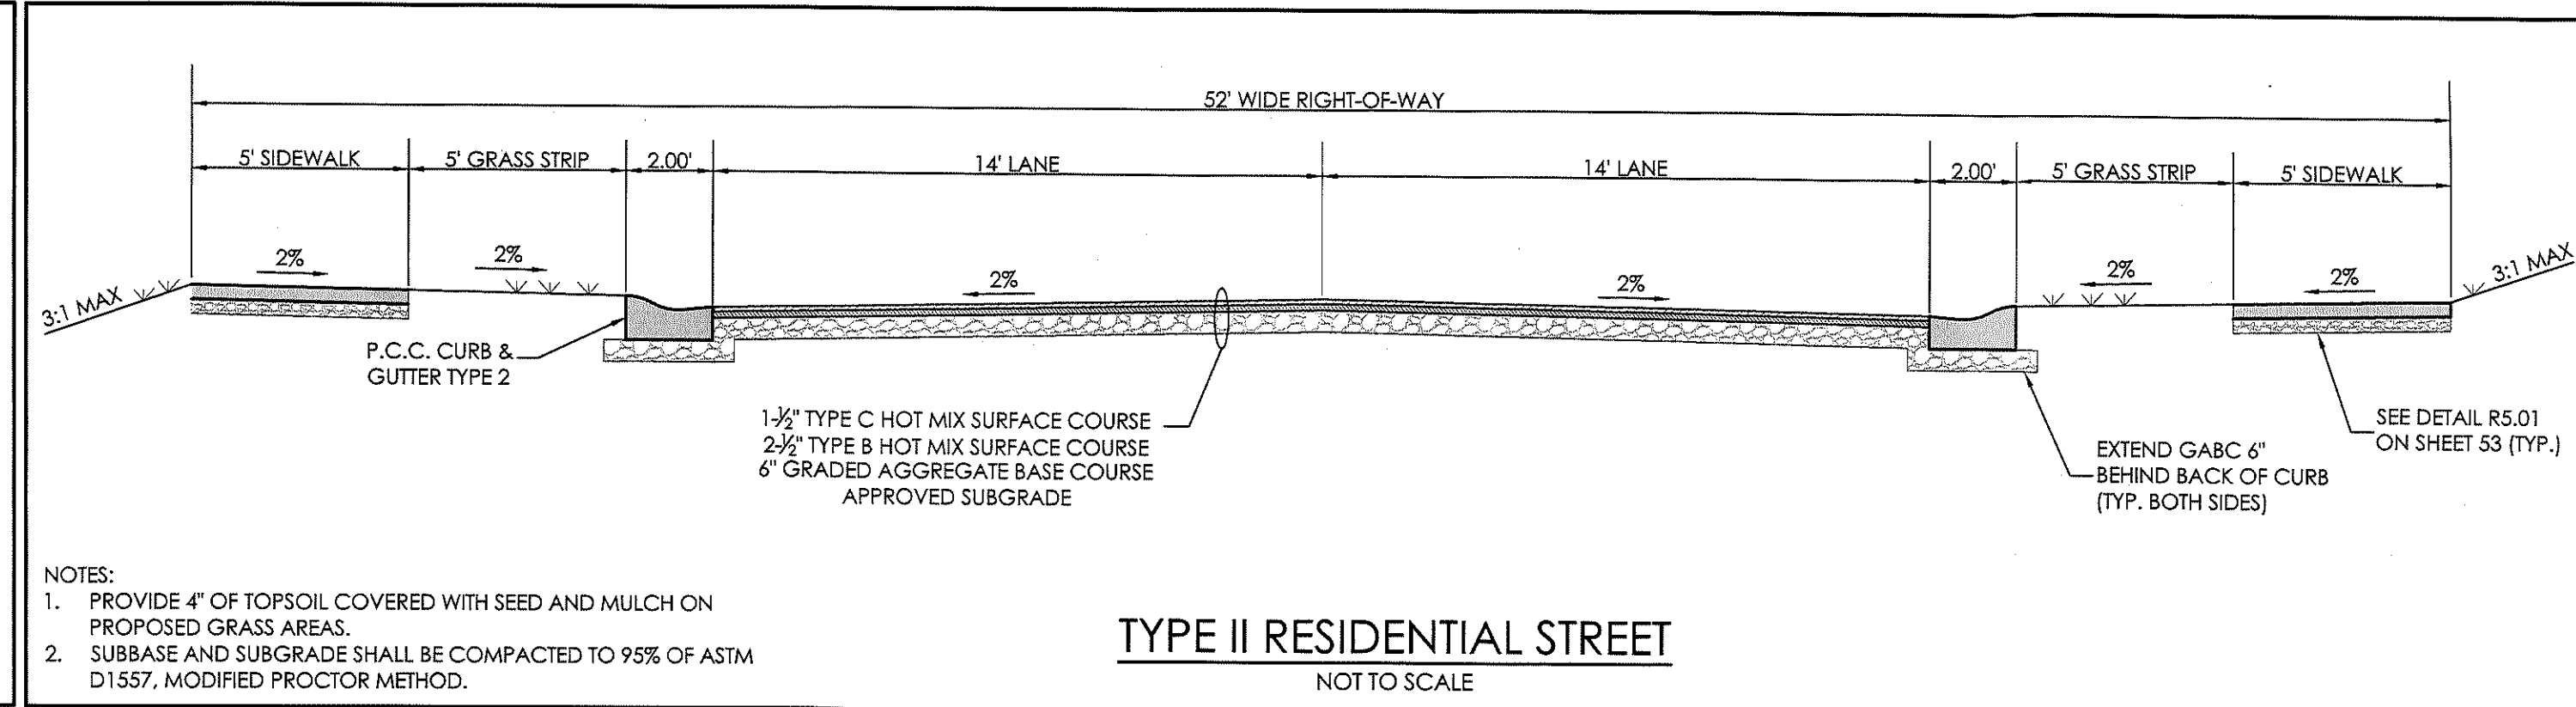 52' WIDE RIGHT-OF-WAY
5' SIDEWALK
5' GRASS STRIP
2.00'
14' LANE
14' LANE
2.00'
5' GRASS STRIP
5' SIDEWALK
3:1 MAX
2%
2%
2%
2%
2%
2%
3:1 MAX
P.C.C. CURB &
GUTTER TYPE 2
1-½" TYPE C HOT MIX SURFACE COURSE
2-½" TYPE B HOT MIX SURFACE COURSE
6" GRADED AGGREGATE BASE COURSE
APPROVED SUBGRADE
EXTEND GABC 6"
BEHIND BACK OF CURB
(TYP. BOTH SIDES)
SEE DETAIL R5.01
ON SHEET 53 (TYP.)
NOTES:
1. PROVIDE 4" OF TOPSOIL COVERED WITH SEED AND MULCH ON
PROPOSED GRASS AREAS.
2. SUBBASE AND SUBGRADE SHALL BE COMPACTED TO 95% OF ASTM
D1557, MODIFIED PROCTOR METHOD.
TYPE II RESIDENTIAL STREET
NOT TO SCALE